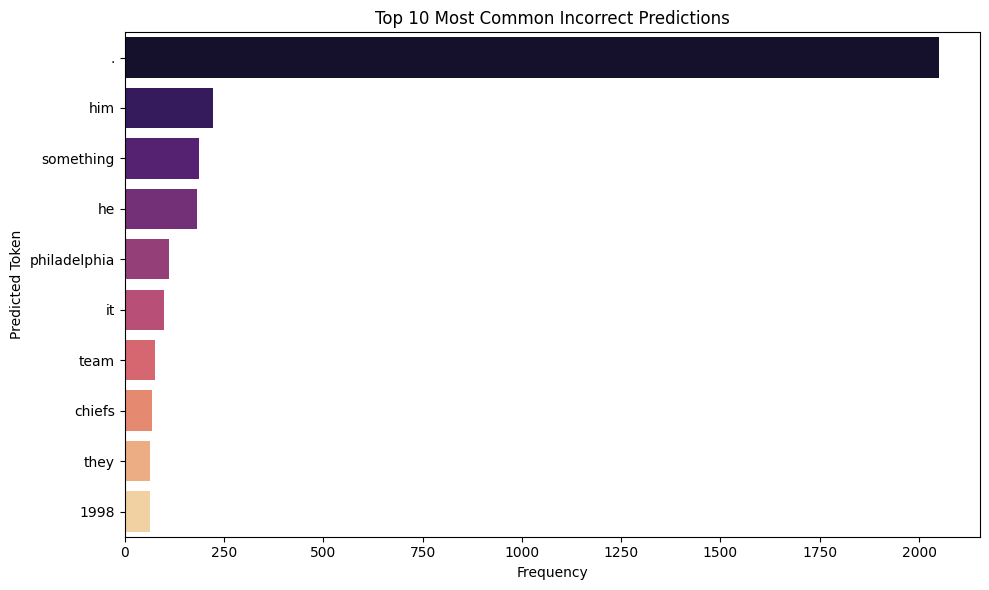 Top 10 Most Common Incorrect Predictions
.
him
something
he
philadelphia
it
team
chiefs
they
1998
Predicted Token
0 250 500 750 1000 1250 1500 1750 2000
Frequency